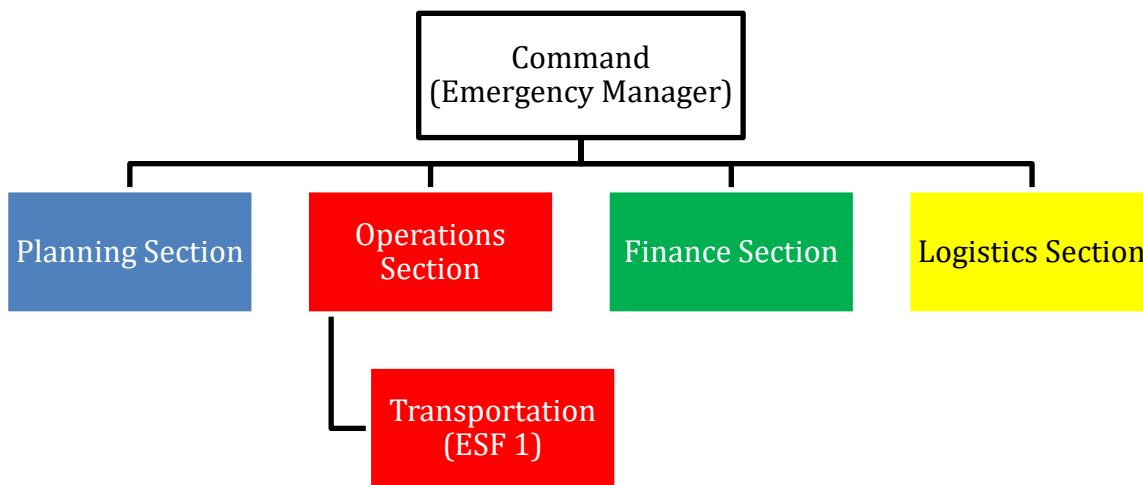 Command
(Emergency Manager)
Planning Section
Operations
Section
Finance Section
Logistics Section
Transportation
(ESF 1)